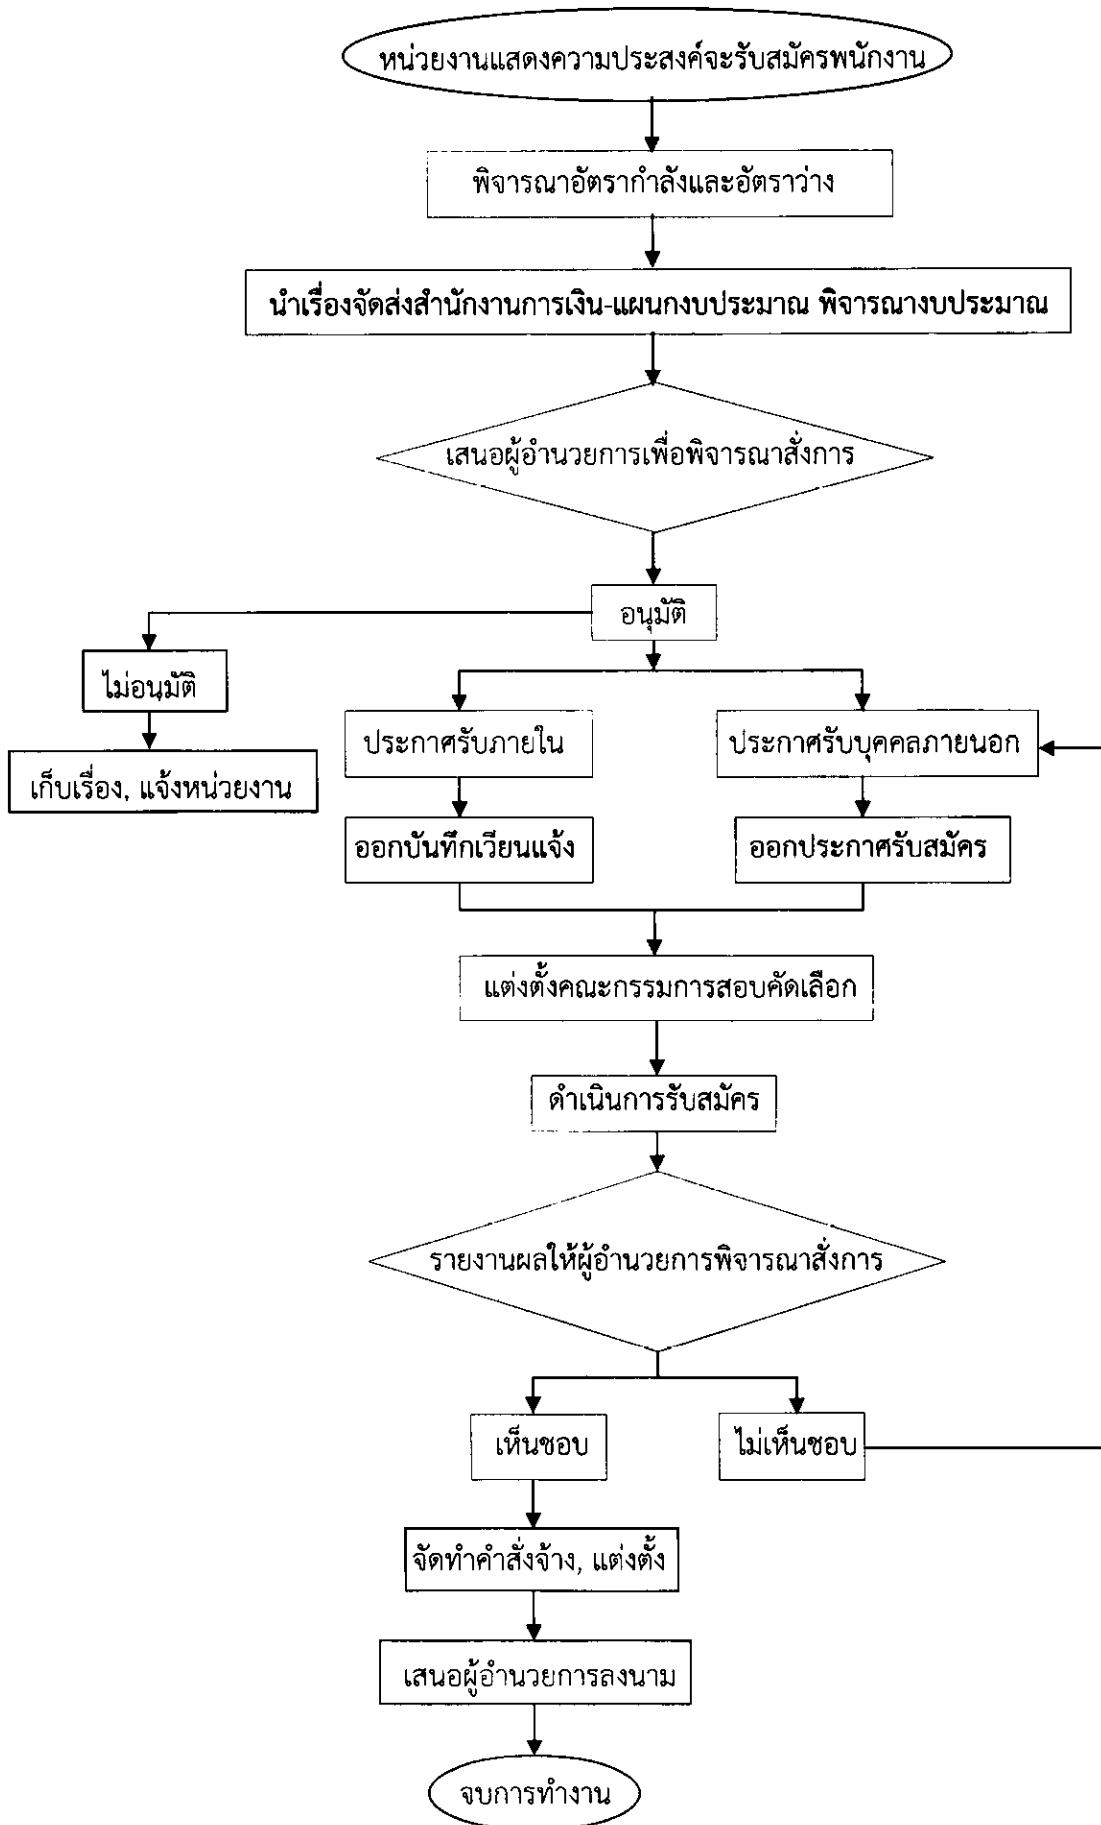 หน่วยงานแสดงความประสงค์จะรับสมัครพนักงาน
พิจารณาอัตรากำลังและอัตราว่าง
นำเรื่องจัดส่งสำนักงานการเงิน-แผนกงบประมาณ พิจารณางบประมาณ
เสนอผู้อำนวยการเพื่อพิจารณาสั่งการ
อนุมัติ
ไม่อนุมัติ
ประกาศรับภายใน
ประกาศรับบุคคลภายนอก
เก็บเรื่อง, แจ้งหน่วยงาน
ออกบันทึกเวียนแจ้ง
ออกประกาศรับสมัคร
แต่งตั้งคณะกรรมการสอบคัดเลือก
ดำเนินการรับสมัคร
รายงานผลให้ผู้อำนวยการพิจารณาสั่งการ
เห็นชอบ
ไม่เห็นชอบ
จัดทำคำสั่งจ้าง, แต่งตั้ง
เสนอผู้อำนวยการลงนาม
จบการทำงาน